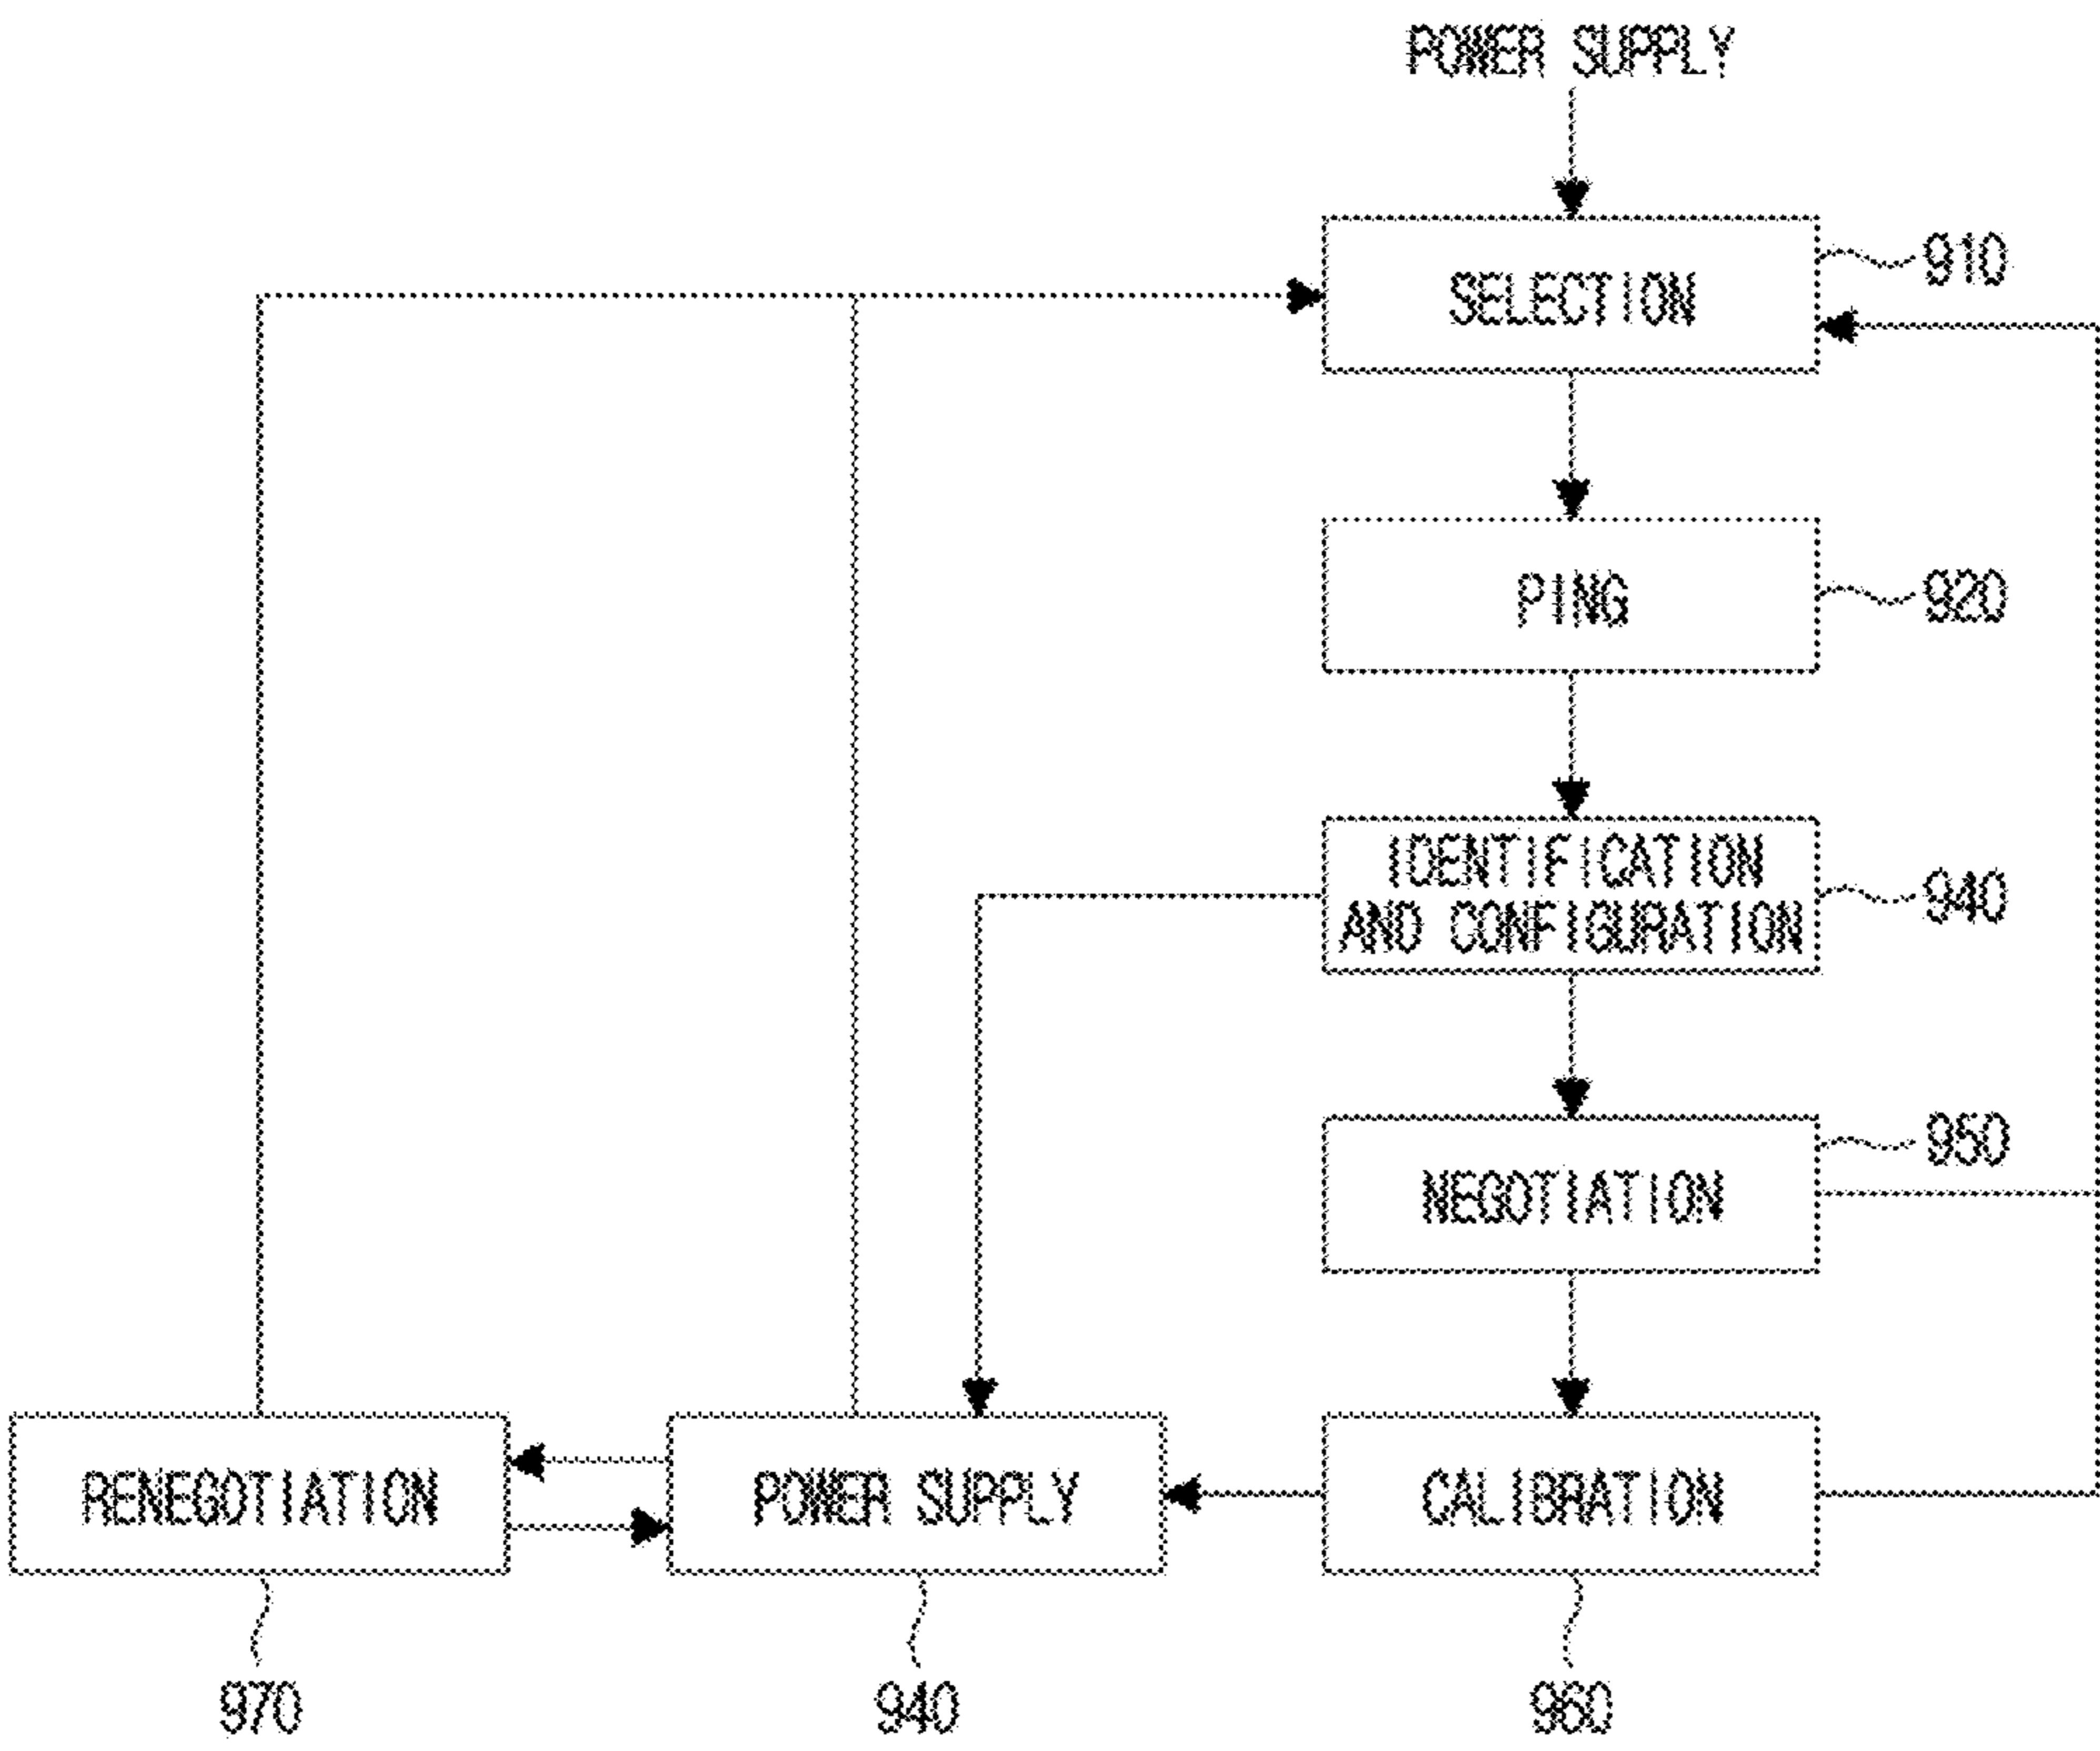 POWER SUPPLY
SELECTION
910
PING
920
IDENTIFICATION
AND CONFIGURATION
940
NEGOTIATION
950
RENEGOTIATION
POWER SUPPLY
CALIBRATION
970
940
960